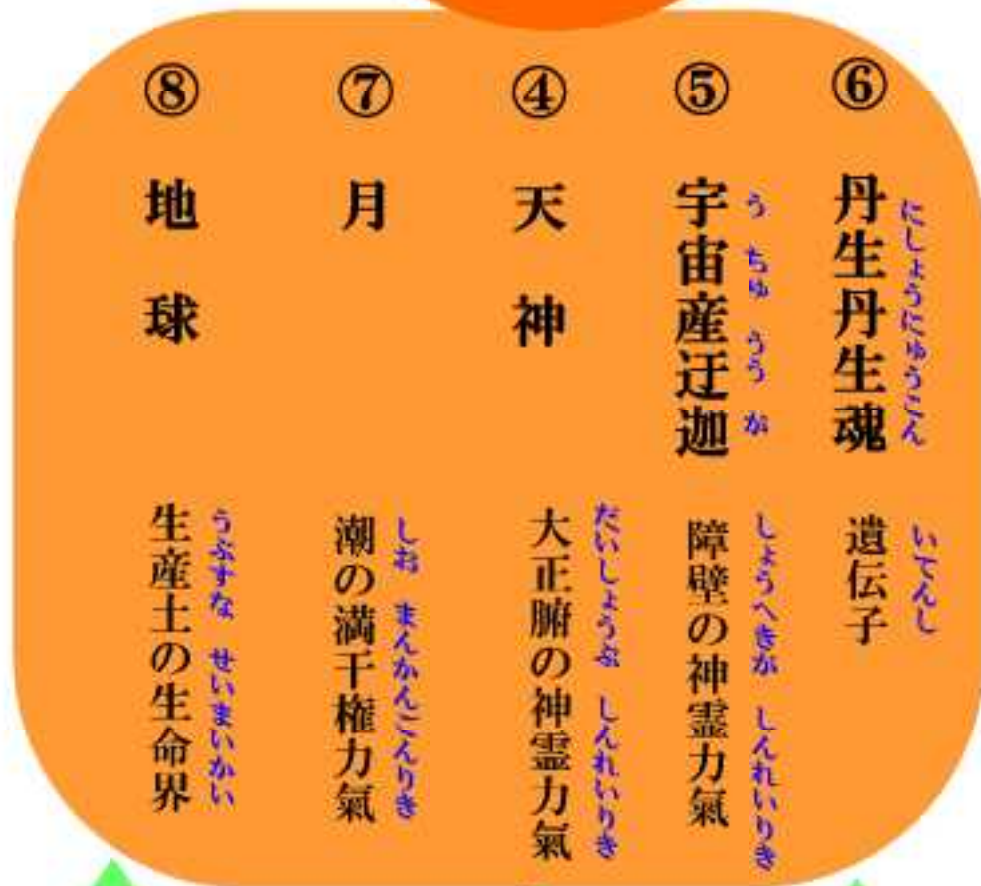 ⑥ 丹生丹生魂 遺伝子
にしょうにゅうこん いてんし
⑤ 宇宙産迂迦 障壁の神霊力氣
う ちゅ うう が しょうへきが しんれいりき
④ 天神 大正腑の神霊力氣
だいしょうぶ しんれいりき
⑦ 月 潮の満干権力氣
しお まんかんこんりき
⑧ 地球 生産土の生命界
うぶすな せいまいかい